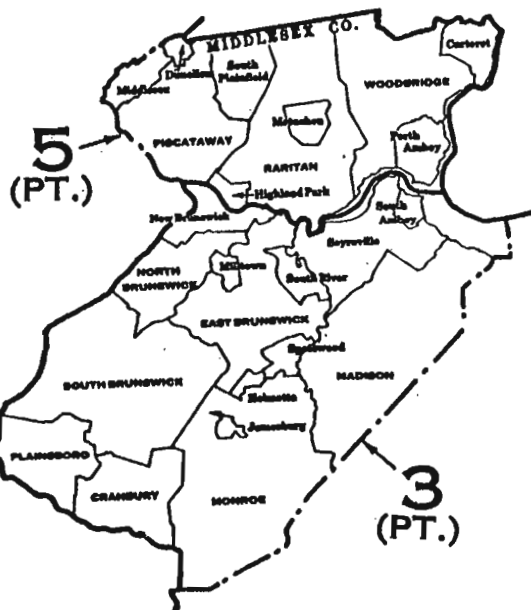 MIDDLESEX CO.
Carteret
South
Plainfield
Dunellen
Middlesex
WOODBRIDGE
Metuchen
5
(PT.)
PISCATAWAY
Perth
Amboy
RARITAN
Highland Park
New Brunswick
South
Amboy
Sayreville
NORTH
BRUNSWICK
Milltown
South River
EAST BRUNSWICK
Spotswood
SOUTH BRUNSWICK
MADISON
Helmetta
Jamesburg
PLAINSBORO
CRANBURY
MONROE
3
(PT.)